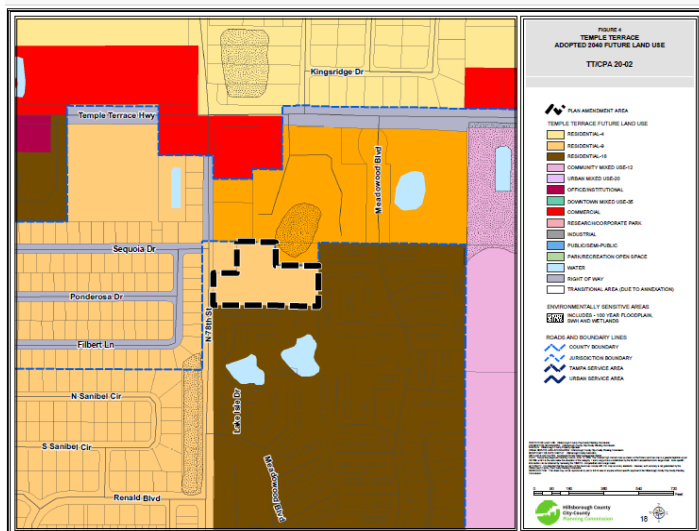 Kingsridge Dr
Temple Terrace Hwy
Meadowood Blvd
Sequoia Dr
Ponderosa Dr
N 78th St
Filbert Ln
N Sanibel Cir
Lake Isle Dr
S Sanibel Cir
Meadowood Blvd
Renald Blvd
FIGURE 4
TEMPLE TERRACE
ADOPTED 2040 FUTURE LAND USE
TT/CPA 20-02
PLAN AMENDMENT AREA
TEMPLE TERRACE FUTURE LAND USE
RESIDENTIAL-4
RESIDENTIAL-9
RESIDENTIAL-18
COMMUNITY MIXED USE-12
URBAN MIXED USE-20
OFFICE/INSTITUTIONAL
DOWNTOWN MIXED USE-25
COMMERCIAL
RESEARCH/CORPORATE PARK
INDUSTRIAL
PUBLIC/SEMI-PUBLIC
PARK/RECREATION OPEN SPACE
WATER
RIGHT OF WAY
TRANSITIONAL AREA (DUE TO ANNEXATION)
ENVIRONMENTALLY SENSITIVE AREAS
INCLUDES - 100 YEAR FLOODPLAIN,
SWH AND WETLANDS
ROADS AND BOUNDARY LINES
COUNTY BOUNDARY
JURISDICTION BOUNDARY
TAMPA SERVICE AREA
URBAN SERVICE AREA
Hillsborough County
City-County
Planning Commission
18